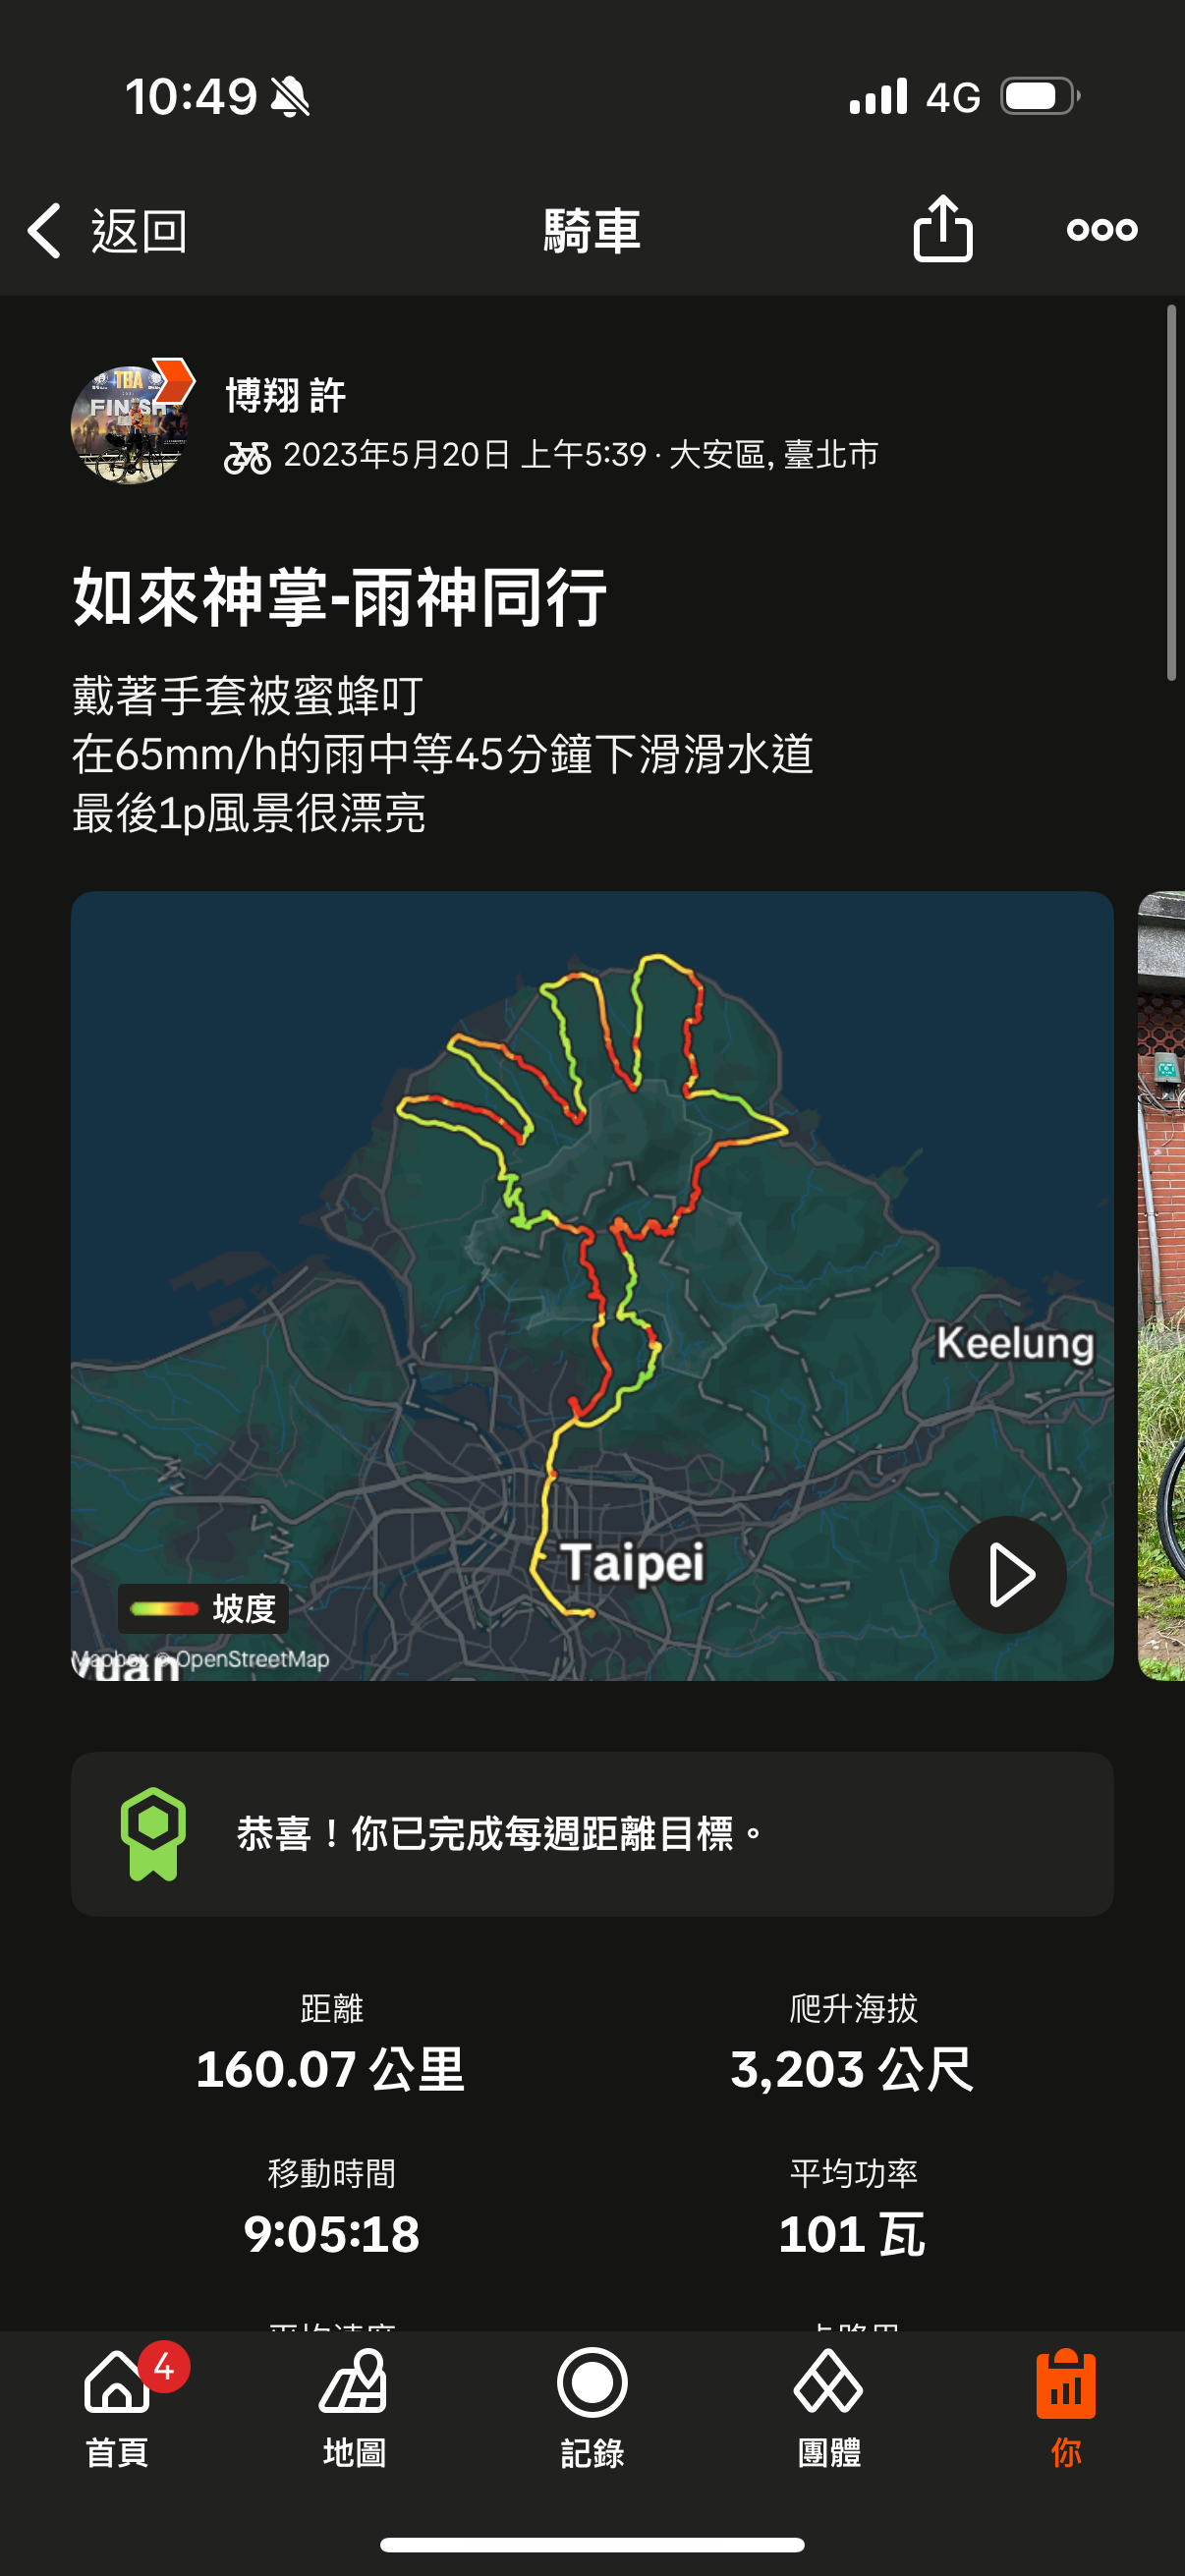 10:49
4G
返回
騎車
TBA
FINISH
博翔 許
2023年5月20日 上午5:39 · 大安區, 臺北市
如來神掌-雨神同行
戴著手套被蜜蜂叮
在65mm/h的雨中等45分鐘下滑滑水道
最後1p風景很漂亮
Keelung
Taipei
坡度
Mapbox © OpenStreetMap
yuan
恭喜！你已完成每週距離目標。
距離
爬升海拔
160.07 公里
3,203 公尺
移動時間
平均功率
9:05:18
101 瓦
4
首頁
地圖
記錄
團體
你